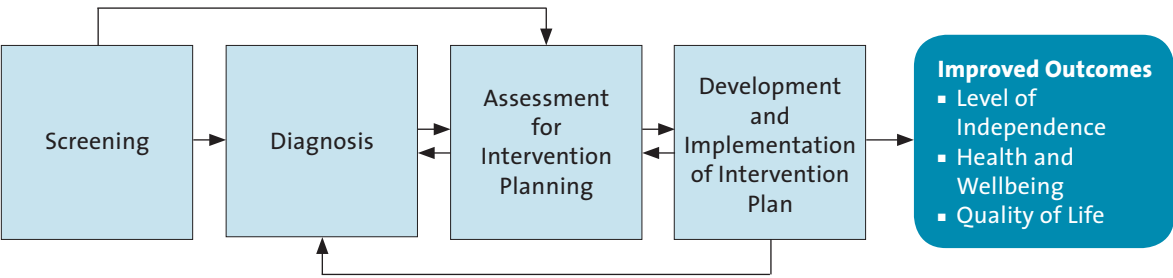 Screening
Diagnosis
Assessment
for
Intervention
Planning
Development
and
Implementation
of Intervention
Plan
Improved Outcomes
▪ Level of
Independence
▪ Health and
Wellbeing
▪ Quality of Life